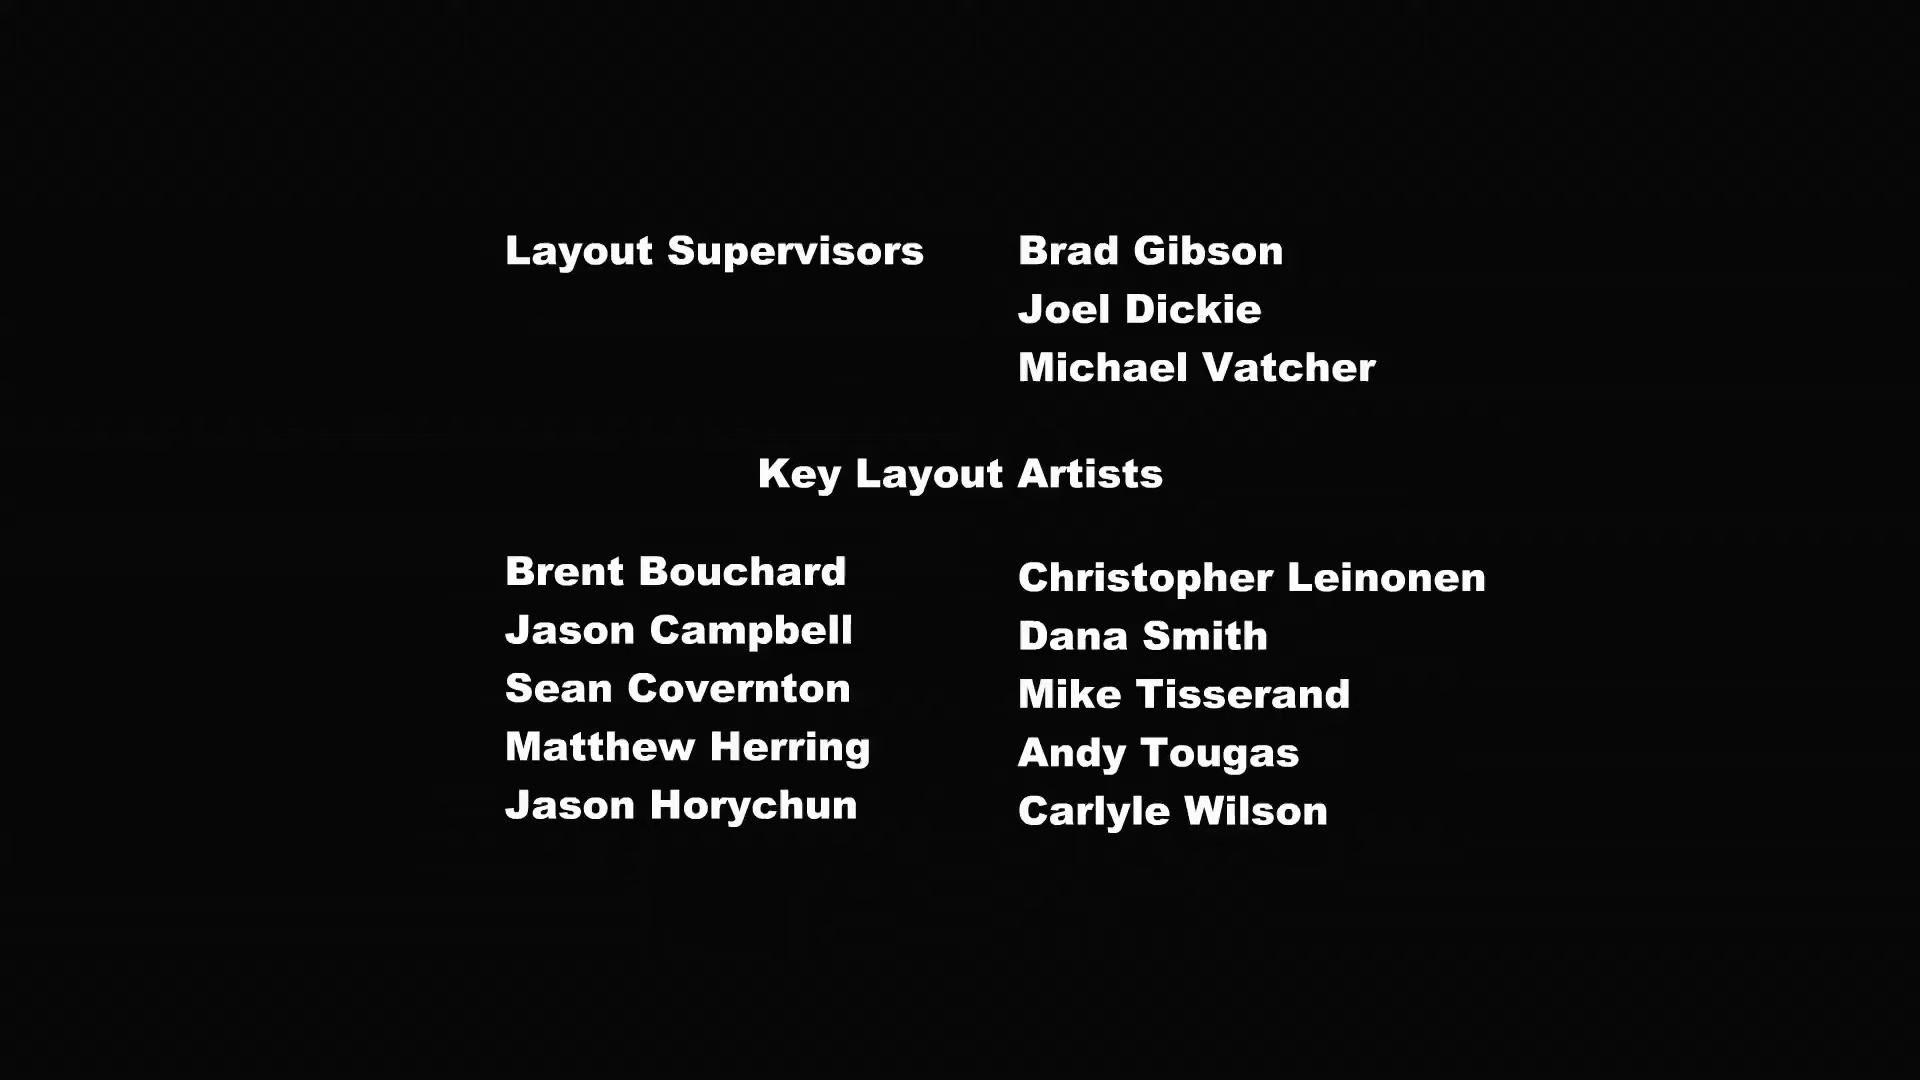 Layout Supervisors
Brad Gibson
Joel Dickie
Michael Vatcher
Key Layout Artists
Brent Bouchard
Jason Campbell
Sean Covernton
Matthew Herring
Jason Horychun
Christopher Leinonen
Dana Smith
Mike Tisserand
Andy Tougas
Carlyle Wilson